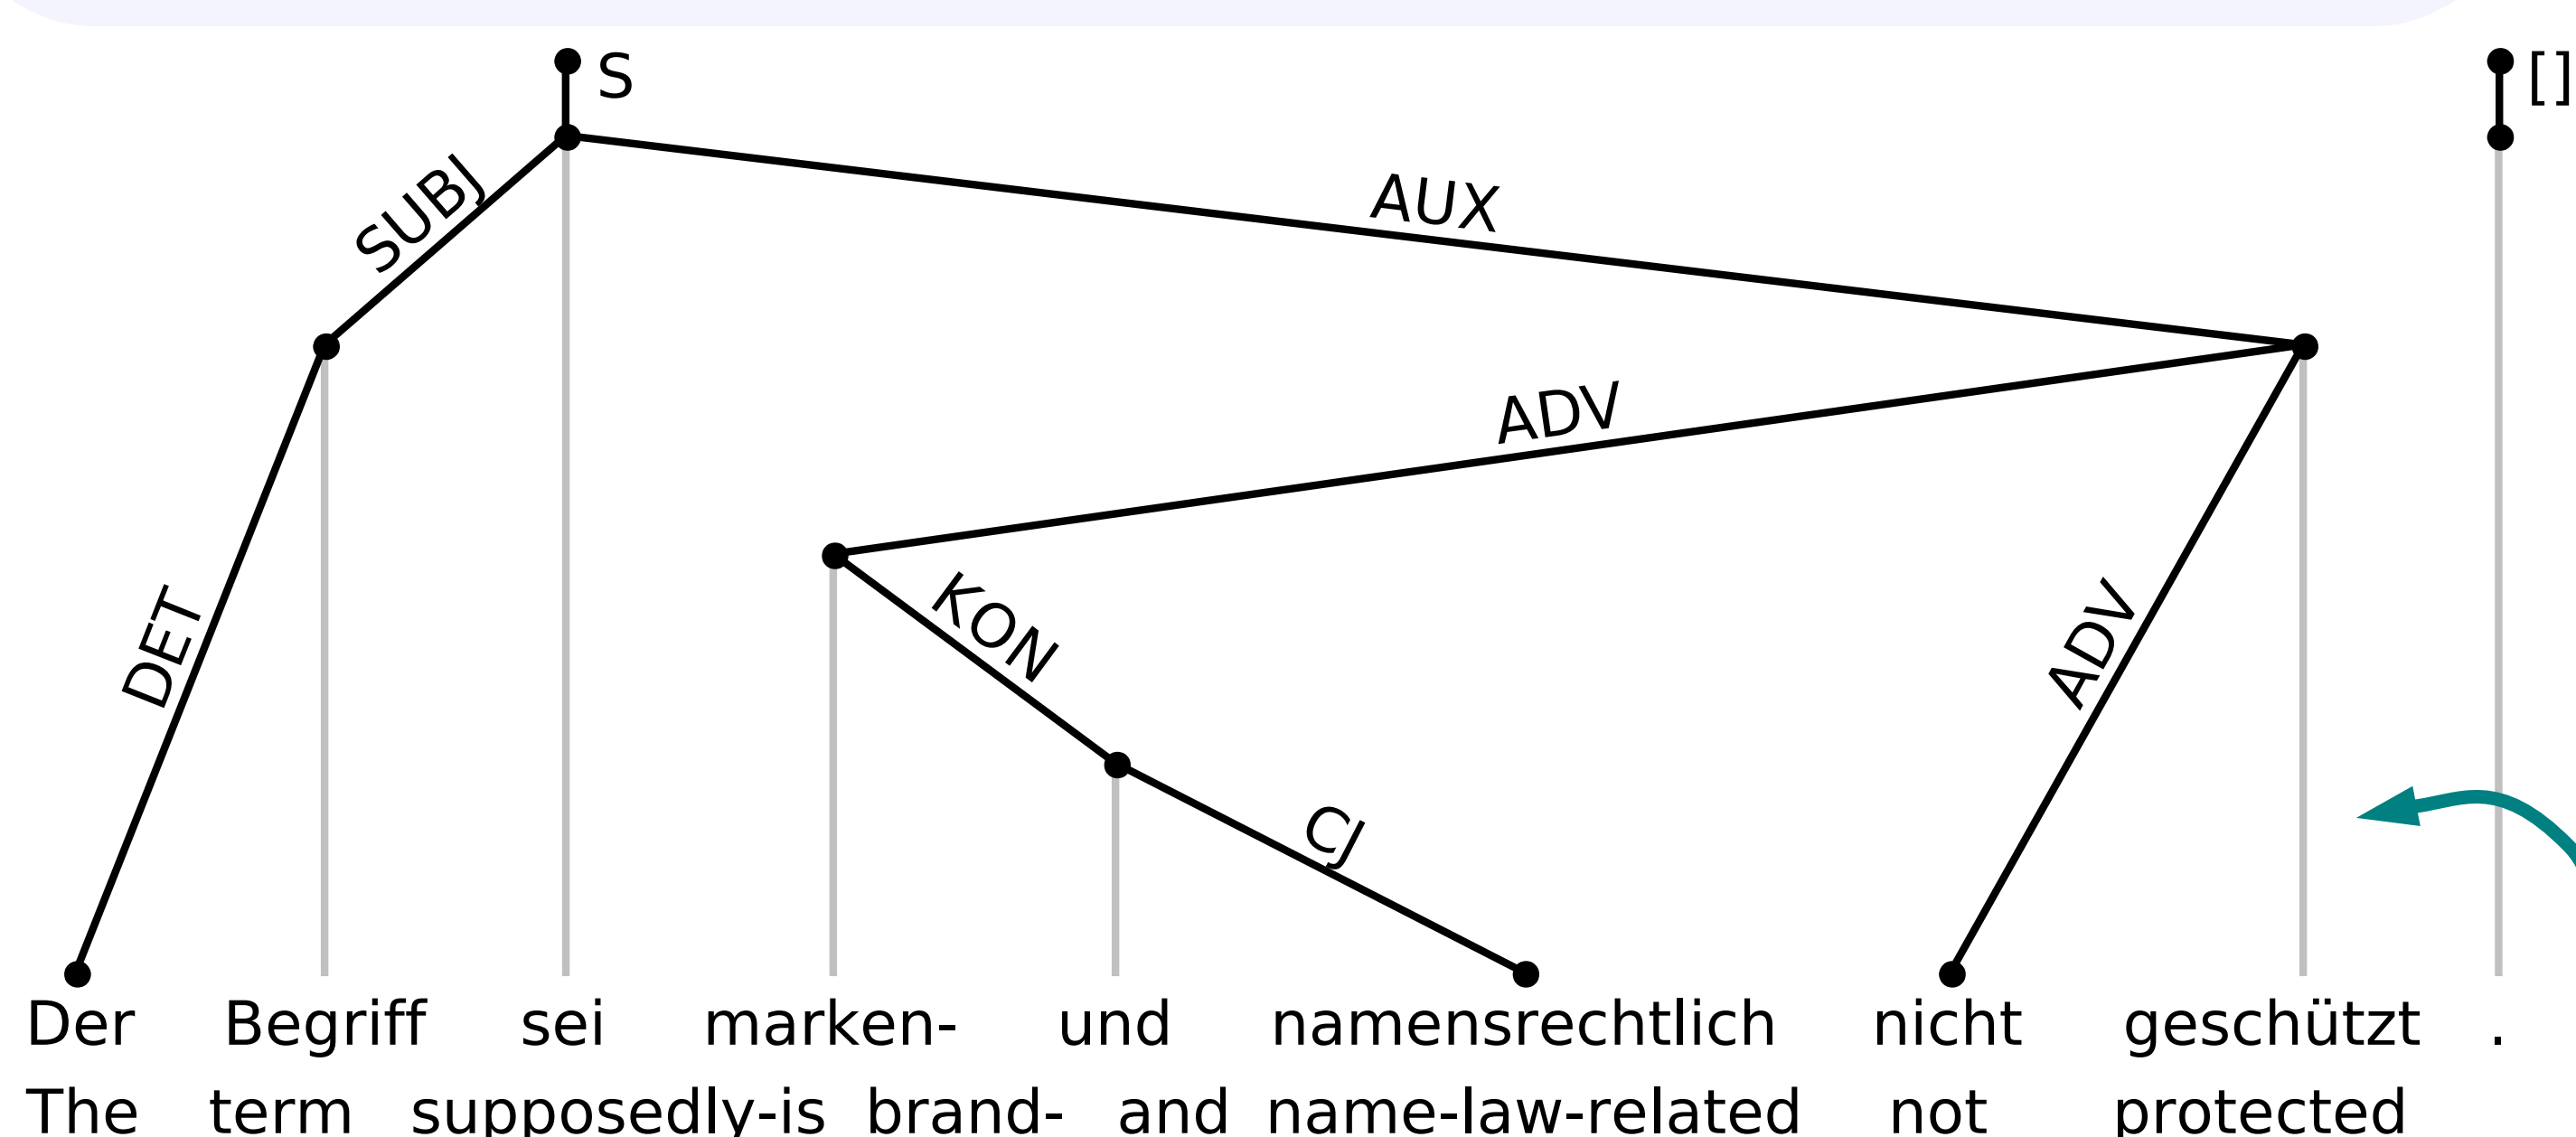 S []
SUBJ AUX
ADV
DET KON ADV
CJ
Der Begriff sei marken- und namensrechtlich nicht geschützt .
The term supposedly-is brand- and name-law-related not protected